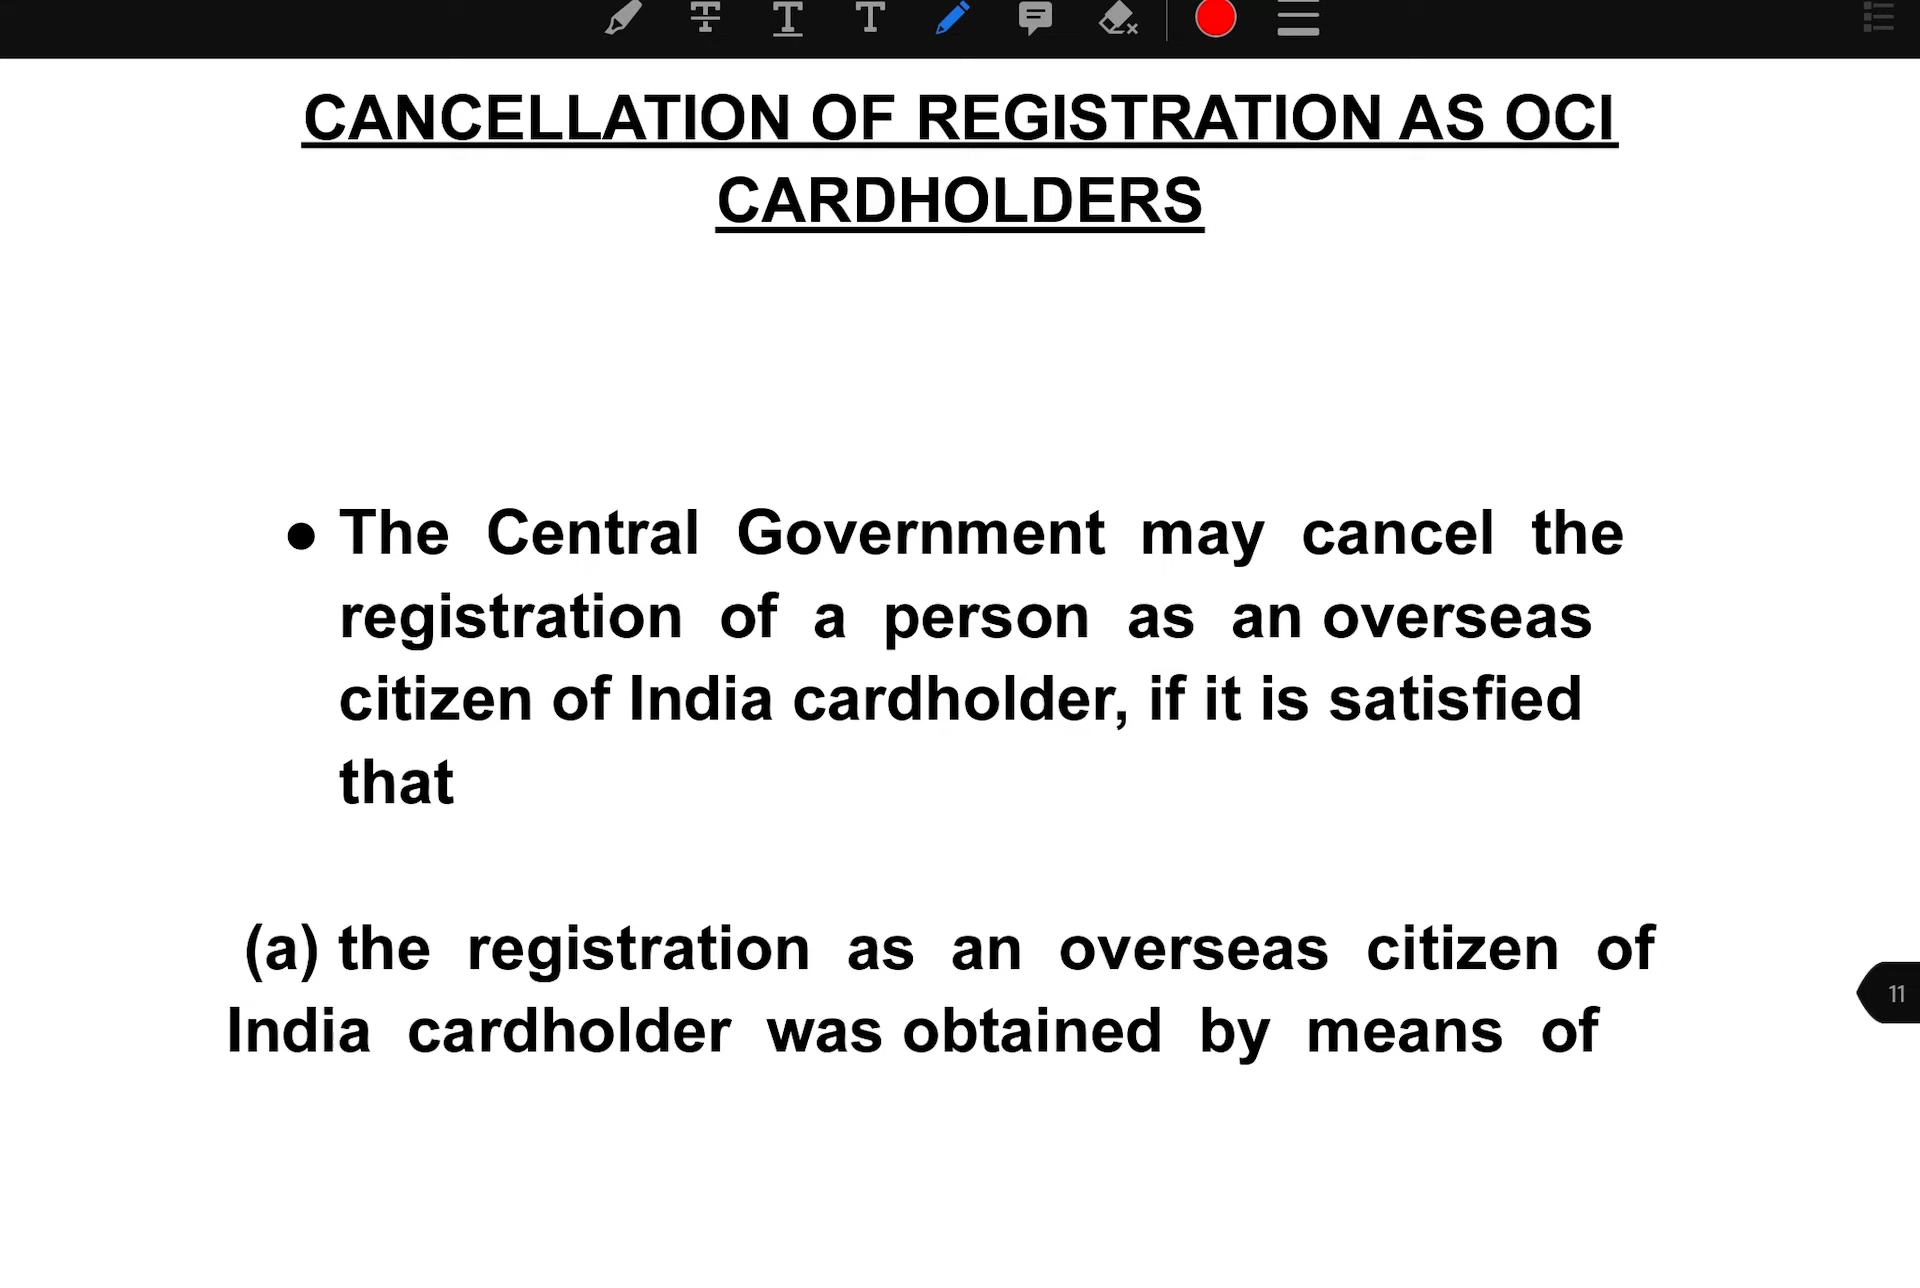 CANCELLATION OF REGISTRATION AS OCI
CARDHOLDERS
● The Central Government may cancel the
registration of a person as an overseas
citizen of India cardholder, if it is satisfied
that
(a) the registration as an overseas citizen of
India cardholder was obtained by means of
11